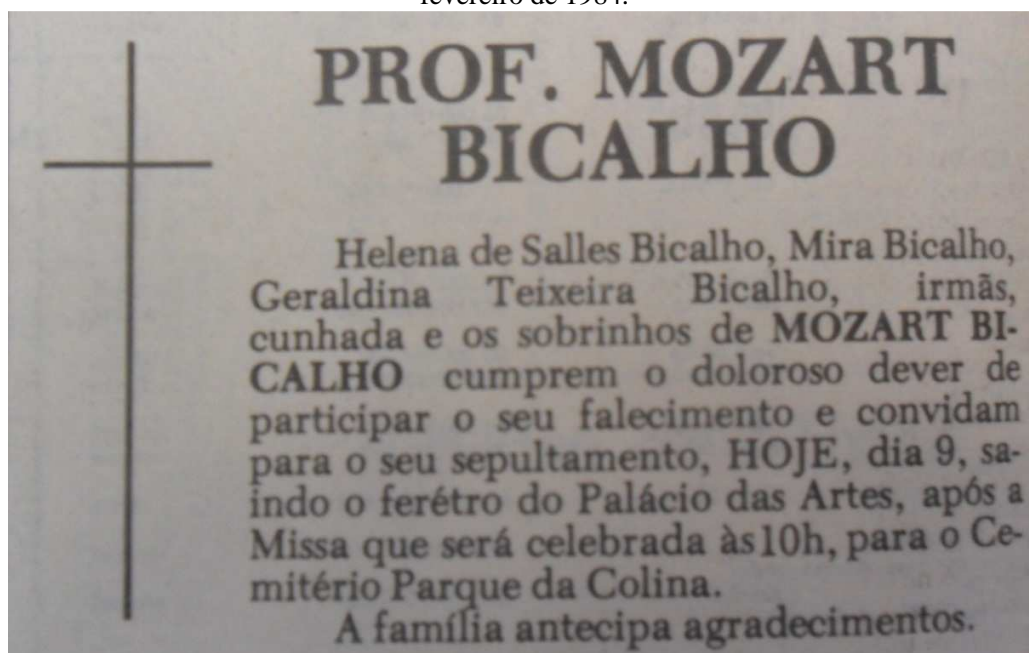 fevereiro de 1984.
PROF. MOZART
BICALHO
Helena de Salles Bicalho, Mira Bicalho,
Geraldina Teixeira Bicalho, irmãs,
cunhada e os sobrinhos de MOZART BI-
CALHO cumprem o doloroso dever de
participar o seu falecimento e convidam
para o seu sepultamento, HOJE, dia 9, sa-
indo o ferétro do Palácio das Artes, após a
Missa que será celebrada às 10h, para o Ce-
mitério Parque da Colina.
A família antecipa agradecimentos.